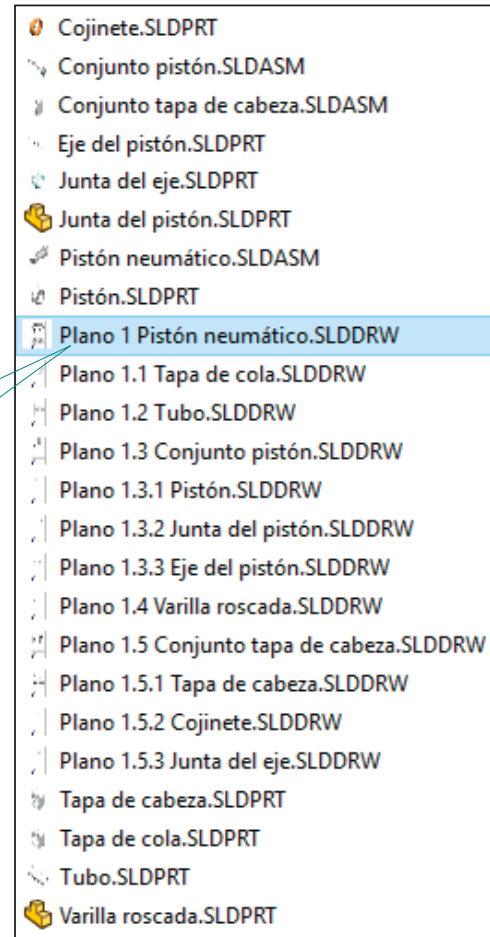 Cojinete.SLDPRT
Conjunto pistón.SLDASM
Conjunto tapa de cabeza.SLDASM
Eje del pistón.SLDPRT
Junta del eje.SLDPRT
Junta del pistón.SLDPRT
Pistón neumático.SLDASM
Pistón.SLDPRT
Plano 1 Pistón neumático.SLDDRW
Plano 1.1 Tapa de cola.SLDDRW
Plano 1.2 Tubo.SLDDRW
Plano 1.3 Conjunto pistón.SLDDRW
Plano 1.3.1 Pistón.SLDDRW
Plano 1.3.2 Junta del pistón.SLDDRW
Plano 1.3.3 Eje del pistón.SLDDRW
Plano 1.4 Varilla roscada.SLDDRW
Plano 1.5 Conjunto tapa de cabeza.SLDDRW
Plano 1.5.1 Tapa de cabeza.SLDDRW
Plano 1.5.2 Cojinete.SLDDRW
Plano 1.5.3 Junta del eje.SLDDRW
Tapa de cabeza.SLDPRT
Tapa de cola.SLDPRT
Tubo.SLDPRT
Varilla roscada.SLDPRT